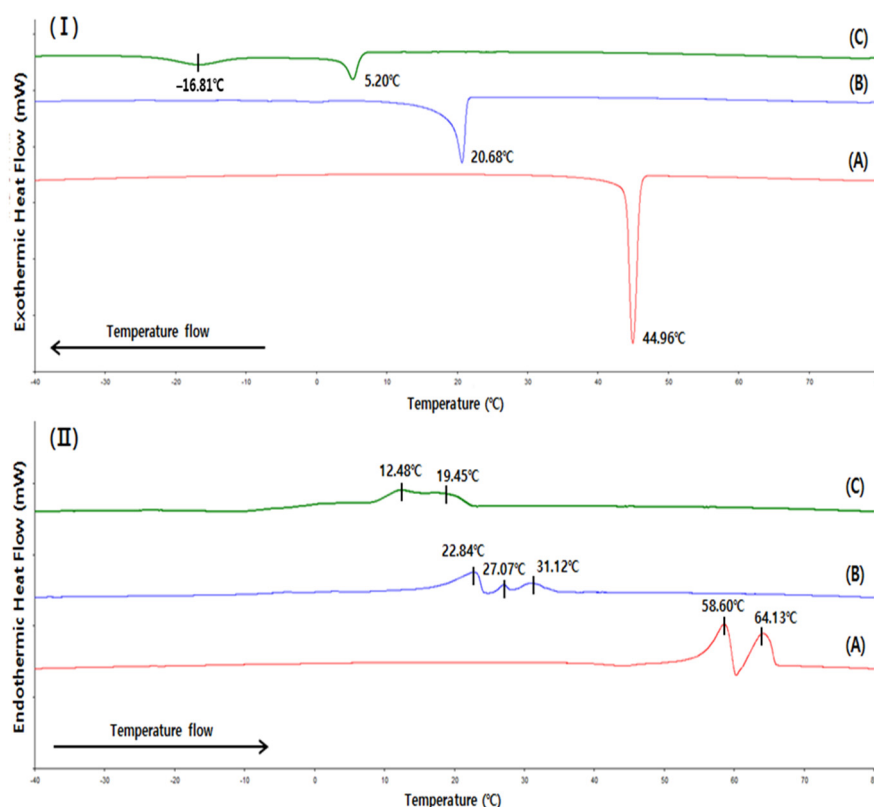 (Ⅰ)
(C)
−16.81℃
5.20℃
(B)
20.68℃
(A)
44.96℃
Exothermic Heat Flow (mW)
Temperature flow
-40 -30 -20 -10 0 10 20 30 40 50 60 70 80
Temperature (℃)
(Ⅱ)
12.48℃
19.45℃
(C)
22.84℃
27.07℃
31.12℃
(B)
58.60℃
64.13℃
(A)
Endothermic Heat Flow (mW)
Temperature flow
-40 -30 -20 -10 0 10 20 30 40 50 60 70 80
Temperature (℃)